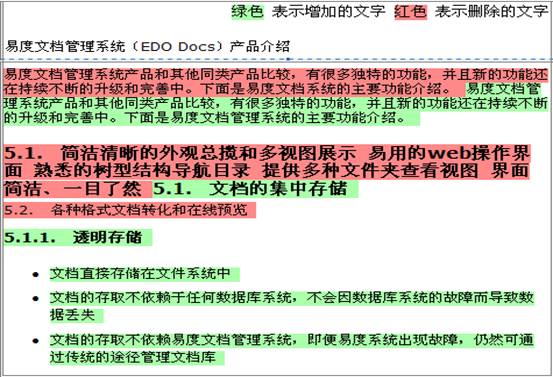 绿色 表示增加的文字 红色 表示删除的文字
易度文档管理系统（EDO Docs）产品介绍
易度文档管理系统产品和其他同类产品比较，有很多独特的功能，并且新的功能还
在持续不断的升级和完善中。下面是易度文档系统的主要功能介绍。 易度文档管
理系统产品和其他同类产品比较，有很多独特的功能，并且新的功能还在持续不断
的升级和完善中。下面是易度文档管理系统的主要功能介绍。
5.1. 简洁清晰的外观总揽和多视图展示 易用的web操作界
面 熟悉的树型结构导航目录 提供多种文件夹查看视图 界面
简洁、一目了然 5.1. 文档的集中存储
5.2. 各种格式文档转化和在线预览
5.1.1. 透明存储
• 文档直接存储在文件系统中
• 文档的存取不依赖于任何数据库系统，不会因数据库系统的故障而导致数
据丢失
• 文档的存取不依赖易度文档管理系统，即便易度系统出现故障，仍然可通
过传统的途径管理文档库